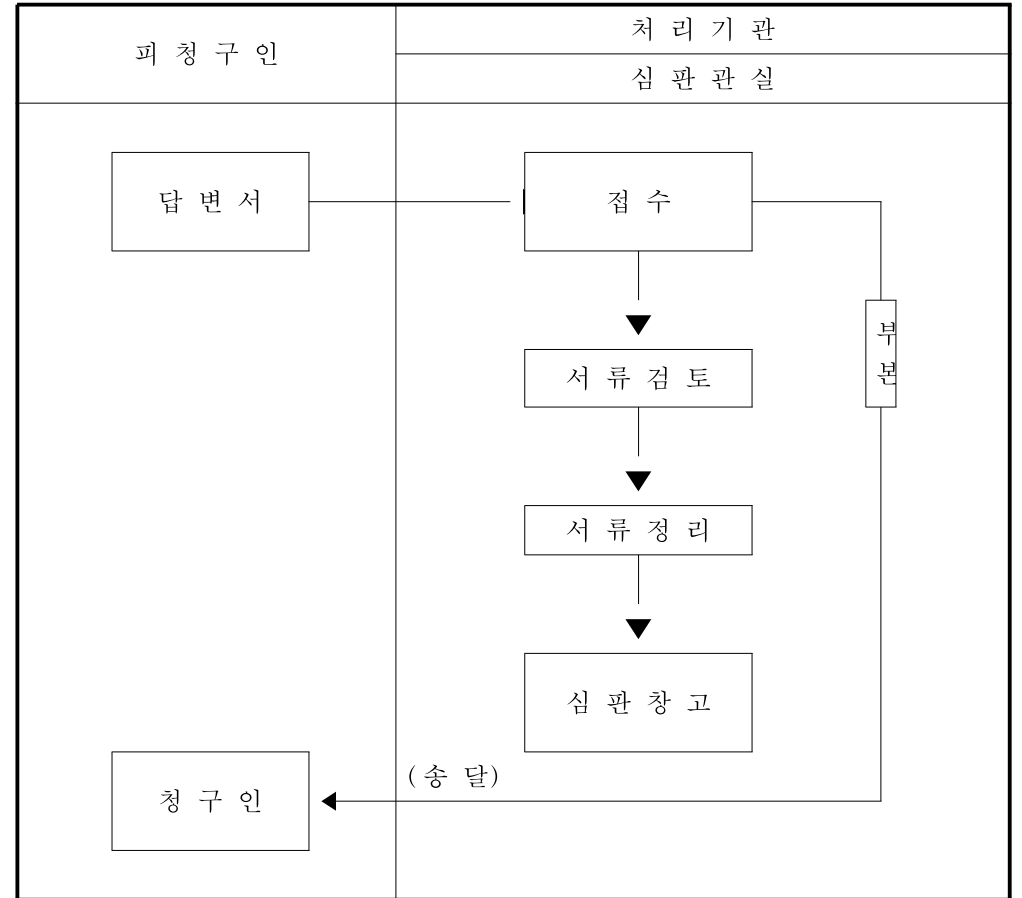 처 리 기 관
피 청 구 인
심 판 관 실
답 변 서
접 수
부
본
서 류 검 토
서 류 정 리
심 판 창 고
(송 달)
청 구 인